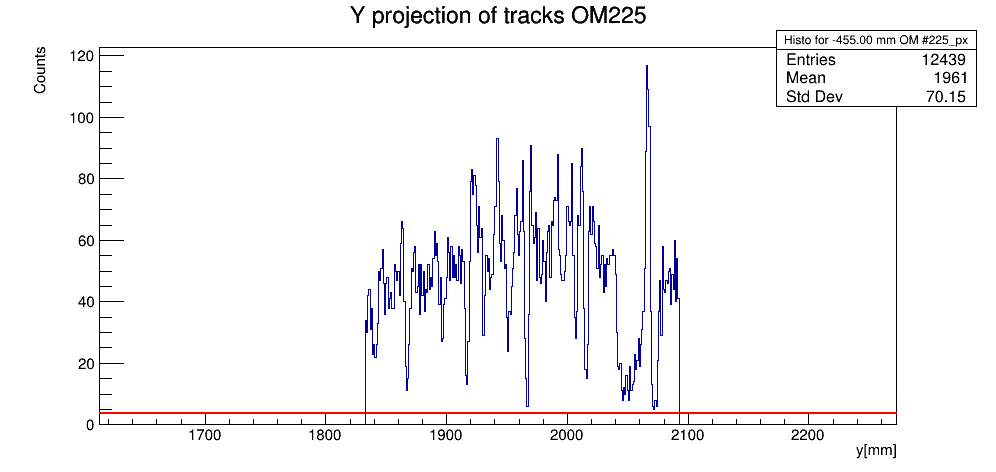 Y projection of tracks OM225
Histo for -455.00 mm OM #225_px
Entries 12439
Mean 1961
Std Dev 70.15
Counts
120
100
80
60
40
20
0
1700 1800 1900 2000 2100 2200
y[mm]